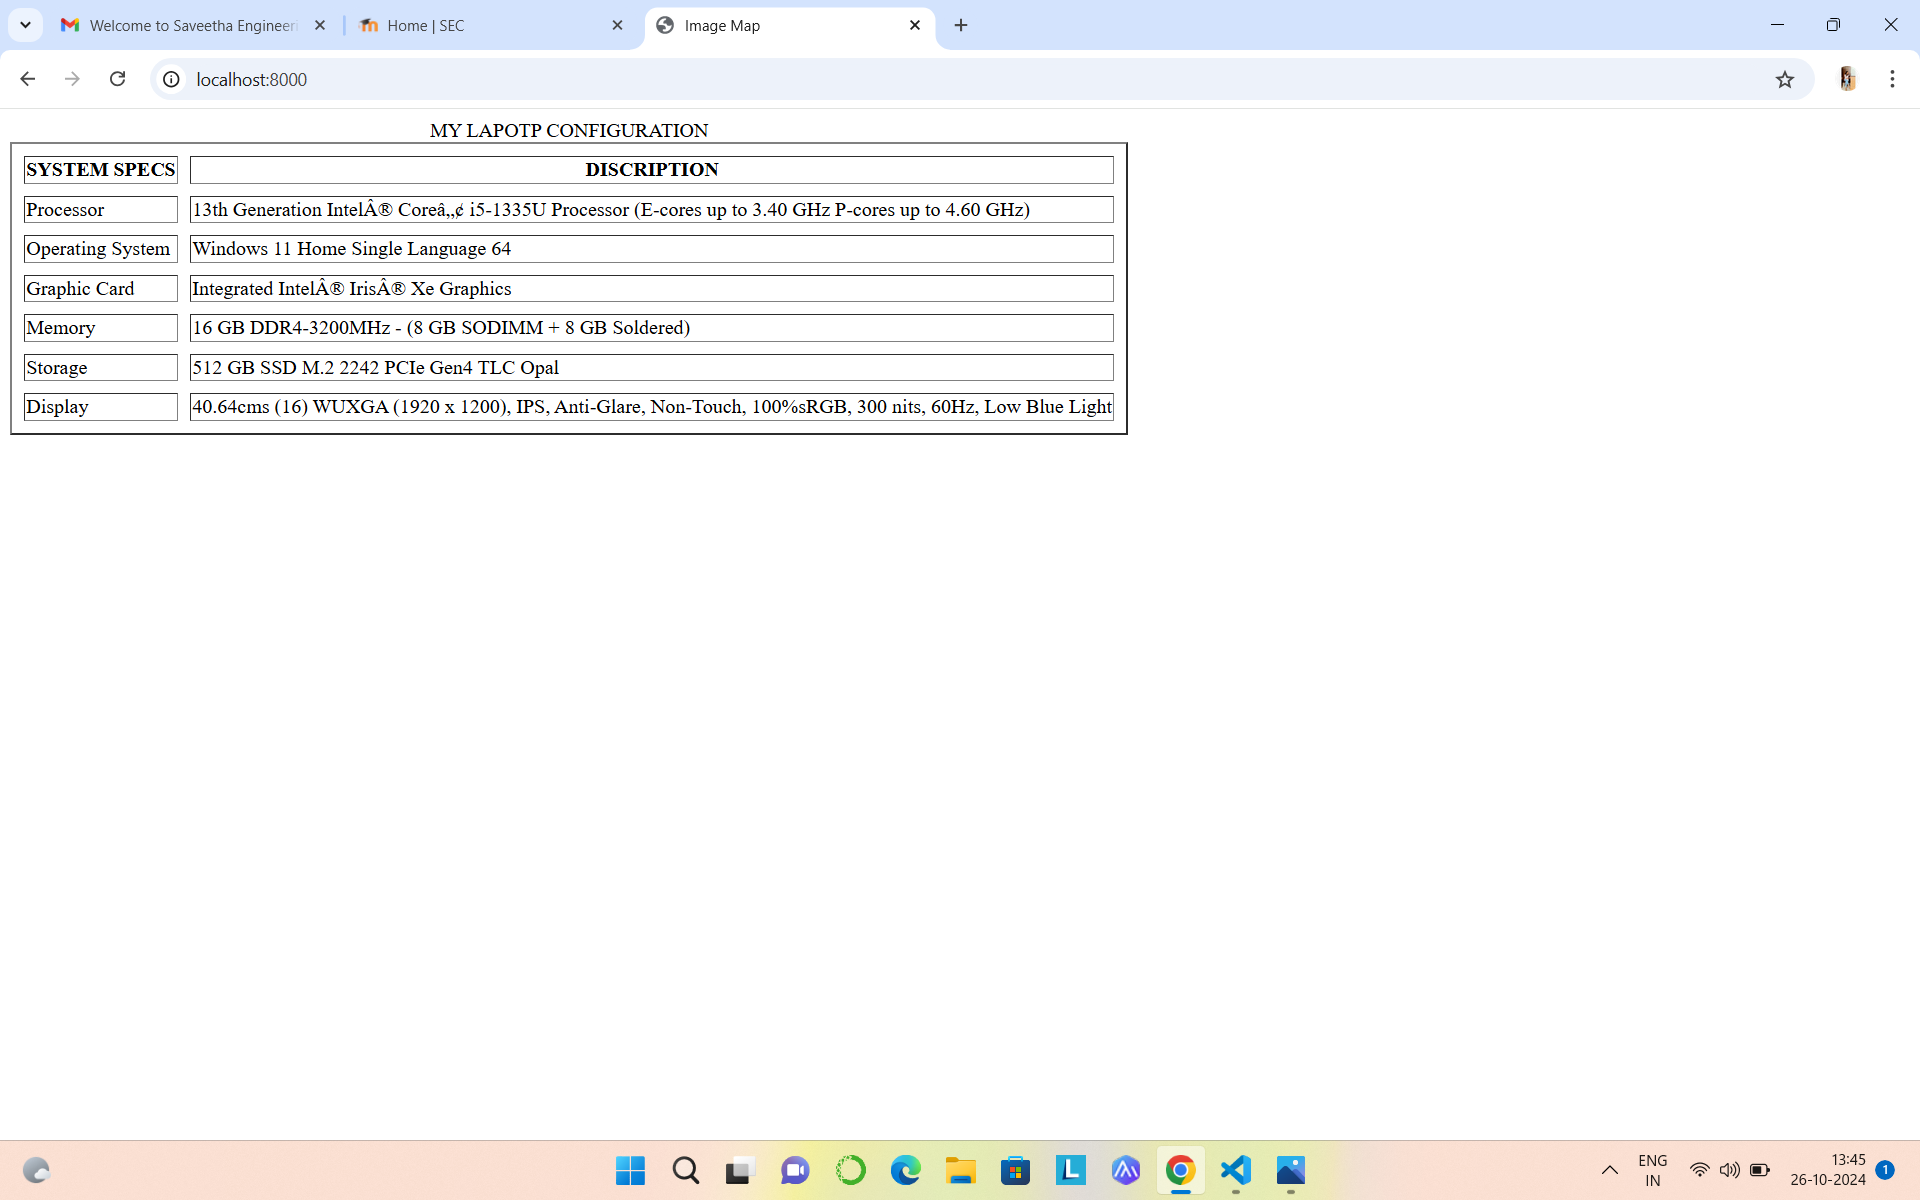 Welcome to Saveetha Engineeri
Home | SEC
Image Map
localhost:8000
MY LAPOTP CONFIGURATION
SYSTEM SPECS DISCRIPTION
Processor 13th Generation IntelÂ® Coreâ„¢ i5-1335U Processor (E-cores up to 3.40 GHz P-cores up to 4.60 GHz)
Operating System Windows 11 Home Single Language 64
Graphic Card Integrated IntelÂ® IrisÂ® Xe Graphics
Memory 16 GB DDR4-3200MHz - (8 GB SODIMM + 8 GB Soldered)
Storage 512 GB SSD M.2 2242 PCIe Gen4 TLC Opal
Display 40.64cms (16) WUXGA (1920 x 1200), IPS, Anti-Glare, Non-Touch, 100%sRGB, 300 nits, 60Hz, Low Blue Light
L
ENG
IN
13:45
26-10-2024
1